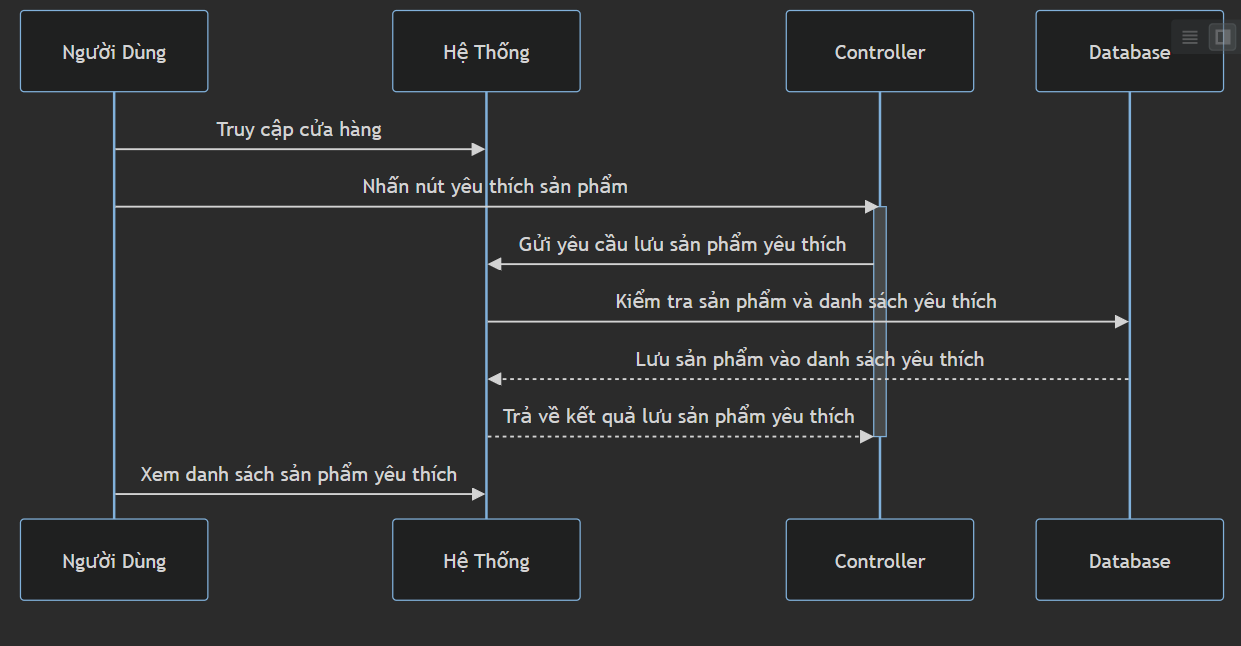 Người Dùng
Hệ Thống
Controller
Database
Truy cập cửa hàng
Nhấn nút yêu thích sản phẩm
Gửi yêu cầu lưu sản phẩm yêu thích
Kiểm tra sản phẩm và danh sách yêu thích
Lưu sản phẩm vào danh sách yêu thích
Trả về kết quả lưu sản phẩm yêu thích
Xem danh sách sản phẩm yêu thích
Người Dùng
Hệ Thống
Controller
Database